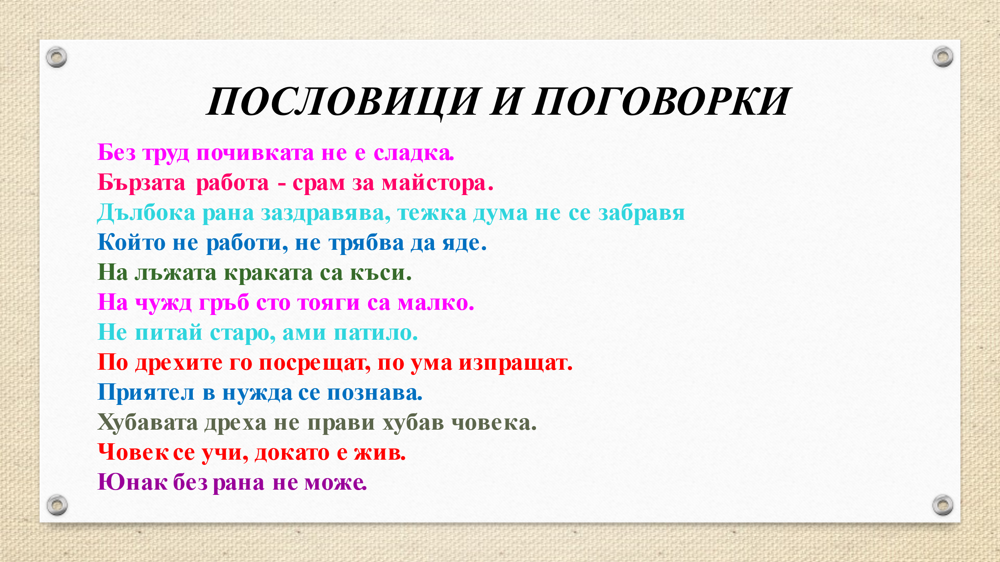 ПОСЛОВИЦИ И ПОГОВОРКИ
Без труд почивката не е сладка.
Бързата работа - срам за майстора.
Дълбока рана заздравява, тежка дума не се забравя
Който не работи, не трябва да яде.
На лъжата краката са къси.
На чужд гръб сто тояги са малко.
Не питай старо, ами патило.
По дрехите го посрещат, по ума изпращат.
Приятел в нужда се познава.
Хубавата дреха не прави хубав човека.
Човек се учи, докато е жив.
Юнак без рана не може.